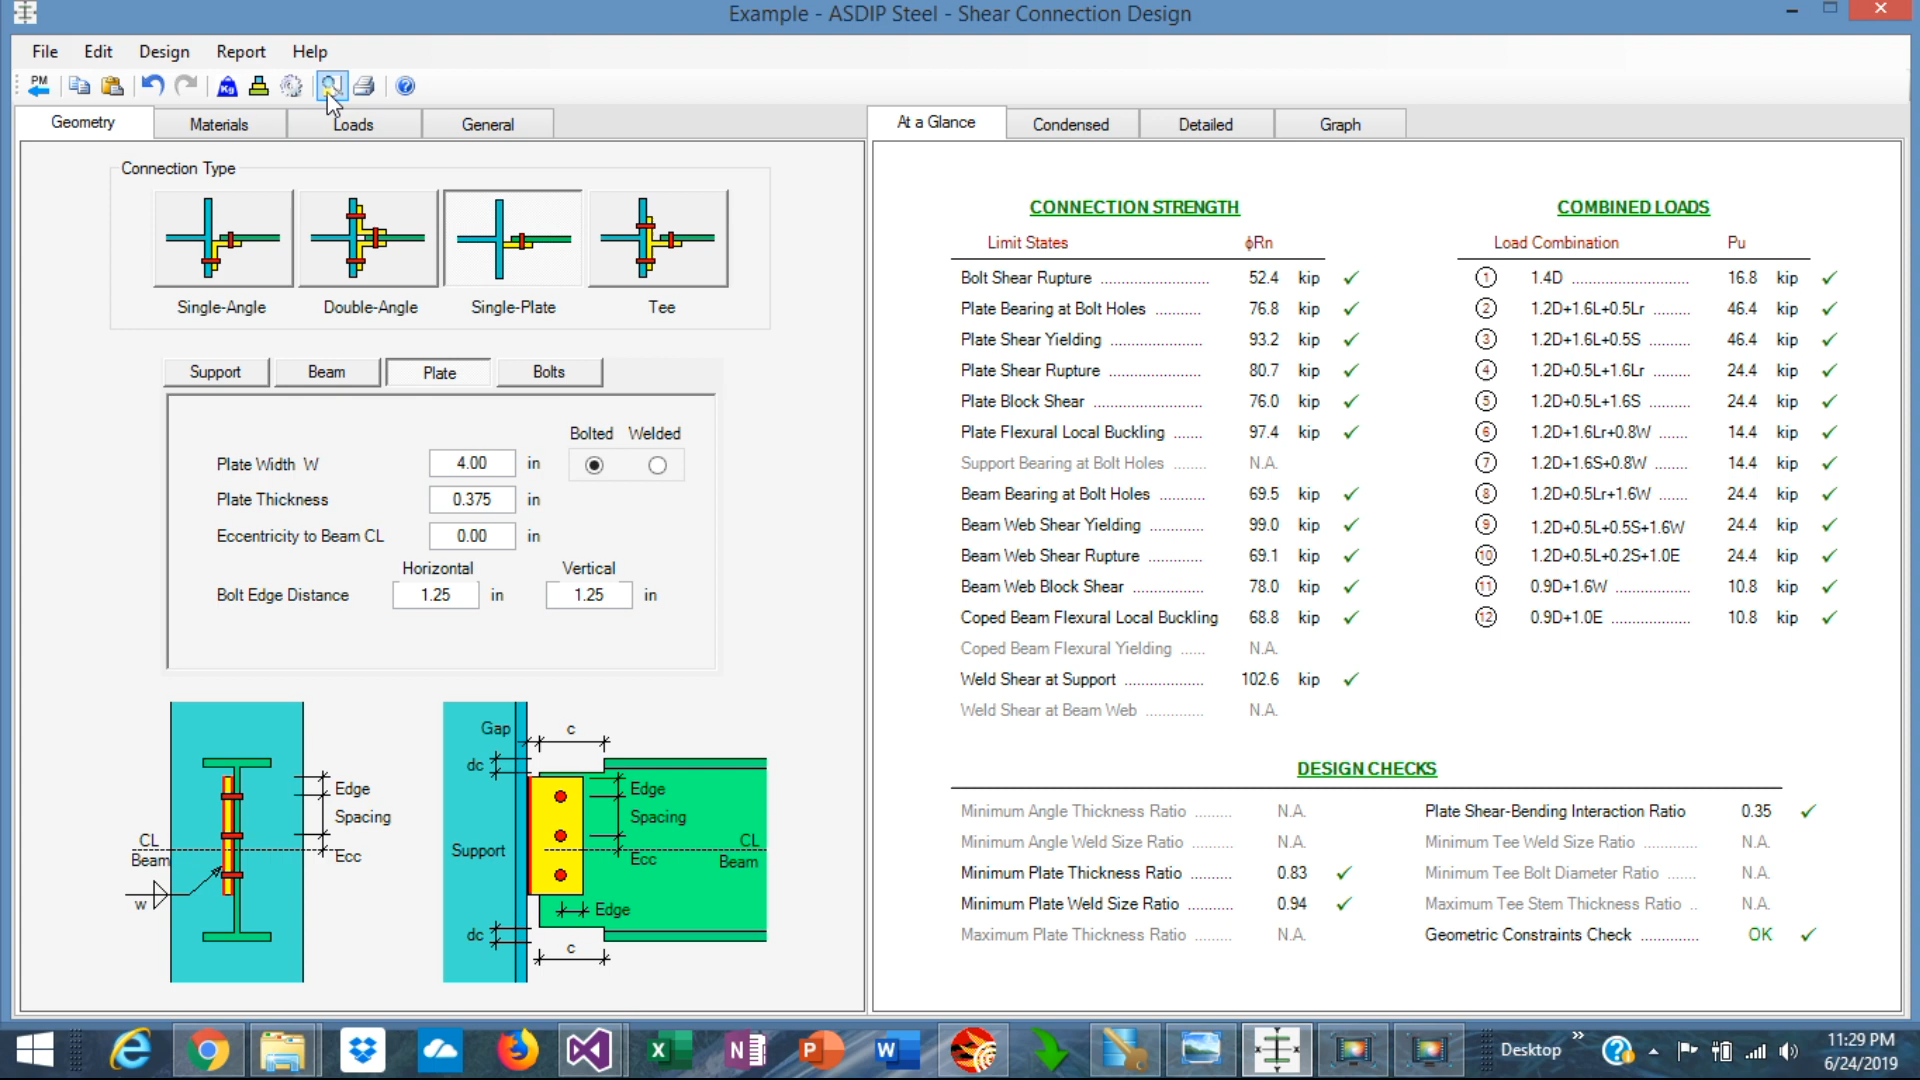 Example - ASDIP Steel - Shear Connection Design
File Edit Design Report Help
PM Kg
Geometry Materials Loads General
At a Glance Condensed Detailed Graph
Connection Type
Single-Angle Double-Angle Single-Plate Tee
Support Beam Plate Bolts
Bolted Welded
Plate Width W 4.00 in
Plate Thickness 0.375 in
Eccentricity to Beam CL 0.00 in
Horizontal Vertical
Bolt Edge Distance 1.25 in 1.25 in
Edge
Spacing
Ecc
CL
Beam
w
Gap
c
dc
Edge
Spacing
Ecc
Support
CL
Beam
Edge
dc
c
CONNECTION STRENGTH
Limit States ϕRn
Bolt Shear Rupture .......................... 52.4 kip ✓
Plate Bearing at Bolt Holes ........... 76.8 kip ✓
Plate Shear Yielding ...................... 93.2 kip ✓
Plate Shear Rupture ...................... 80.7 kip ✓
Plate Block Shear .......................... 76.0 kip ✓
Plate Flexural Local Buckling ....... 97.4 kip ✓
Support Bearing at Bolt Holes ........ N.A.
Beam Bearing at Bolt Holes ........... 69.5 kip ✓
Beam Web Shear Yielding ............. 99.0 kip ✓
Beam Web Shear Rupture ............. 69.1 kip ✓
Beam Web Block Shear ................. 78.0 kip ✓
Coped Beam Flexural Local Buckling 68.8 kip ✓
Coped Beam Flexural Yielding ...... N.A.
Weld Shear at Support ................... 102.6 kip ✓
Weld Shear at Beam Web .............. N.A.
COMBINED LOADS
Load Combination Pu
1 1.4D ............................ 16.8 kip ✓
2 1.2D+1.6L+0.5Lr ......... 46.4 kip ✓
3 1.2D+1.6L+0.5S .......... 46.4 kip ✓
4 1.2D+0.5L+1.6Lr ......... 24.4 kip ✓
5 1.2D+0.5L+1.6S .......... 24.4 kip ✓
6 1.2D+1.6Lr+0.8W ....... 14.4 kip ✓
7 1.2D+1.6S+0.8W ........ 14.4 kip ✓
8 1.2D+0.5Lr+1.6W ....... 24.4 kip ✓
9 1.2D+0.5L+0.5S+1.6W 24.4 kip ✓
10 1.2D+0.5L+0.2S+1.0E 24.4 kip ✓
11 0.9D+1.6W .................. 10.8 kip ✓
12 0.9D+1.0E ................... 10.8 kip ✓
DESIGN CHECKS
Minimum Angle Thickness Ratio ......... N.A.
Minimum Angle Weld Size Ratio .......... N.A.
Minimum Plate Thickness Ratio .......... 0.83 ✓
Minimum Plate Weld Size Ratio ........... 0.94 ✓
Maximum Plate Thickness Ratio ......... N.A.
Plate Shear-Bending Interaction Ratio 0.35 ✓
Minimum Tee Weld Size Ratio ............. N.A.
Minimum Tee Bolt Diameter Ratio ....... N.A.
Maximum Tee Stem Thickness Ratio .. N.A.
Geometric Constraints Check .............. OK ✓
Desktop
11:29 PM
6/24/2019